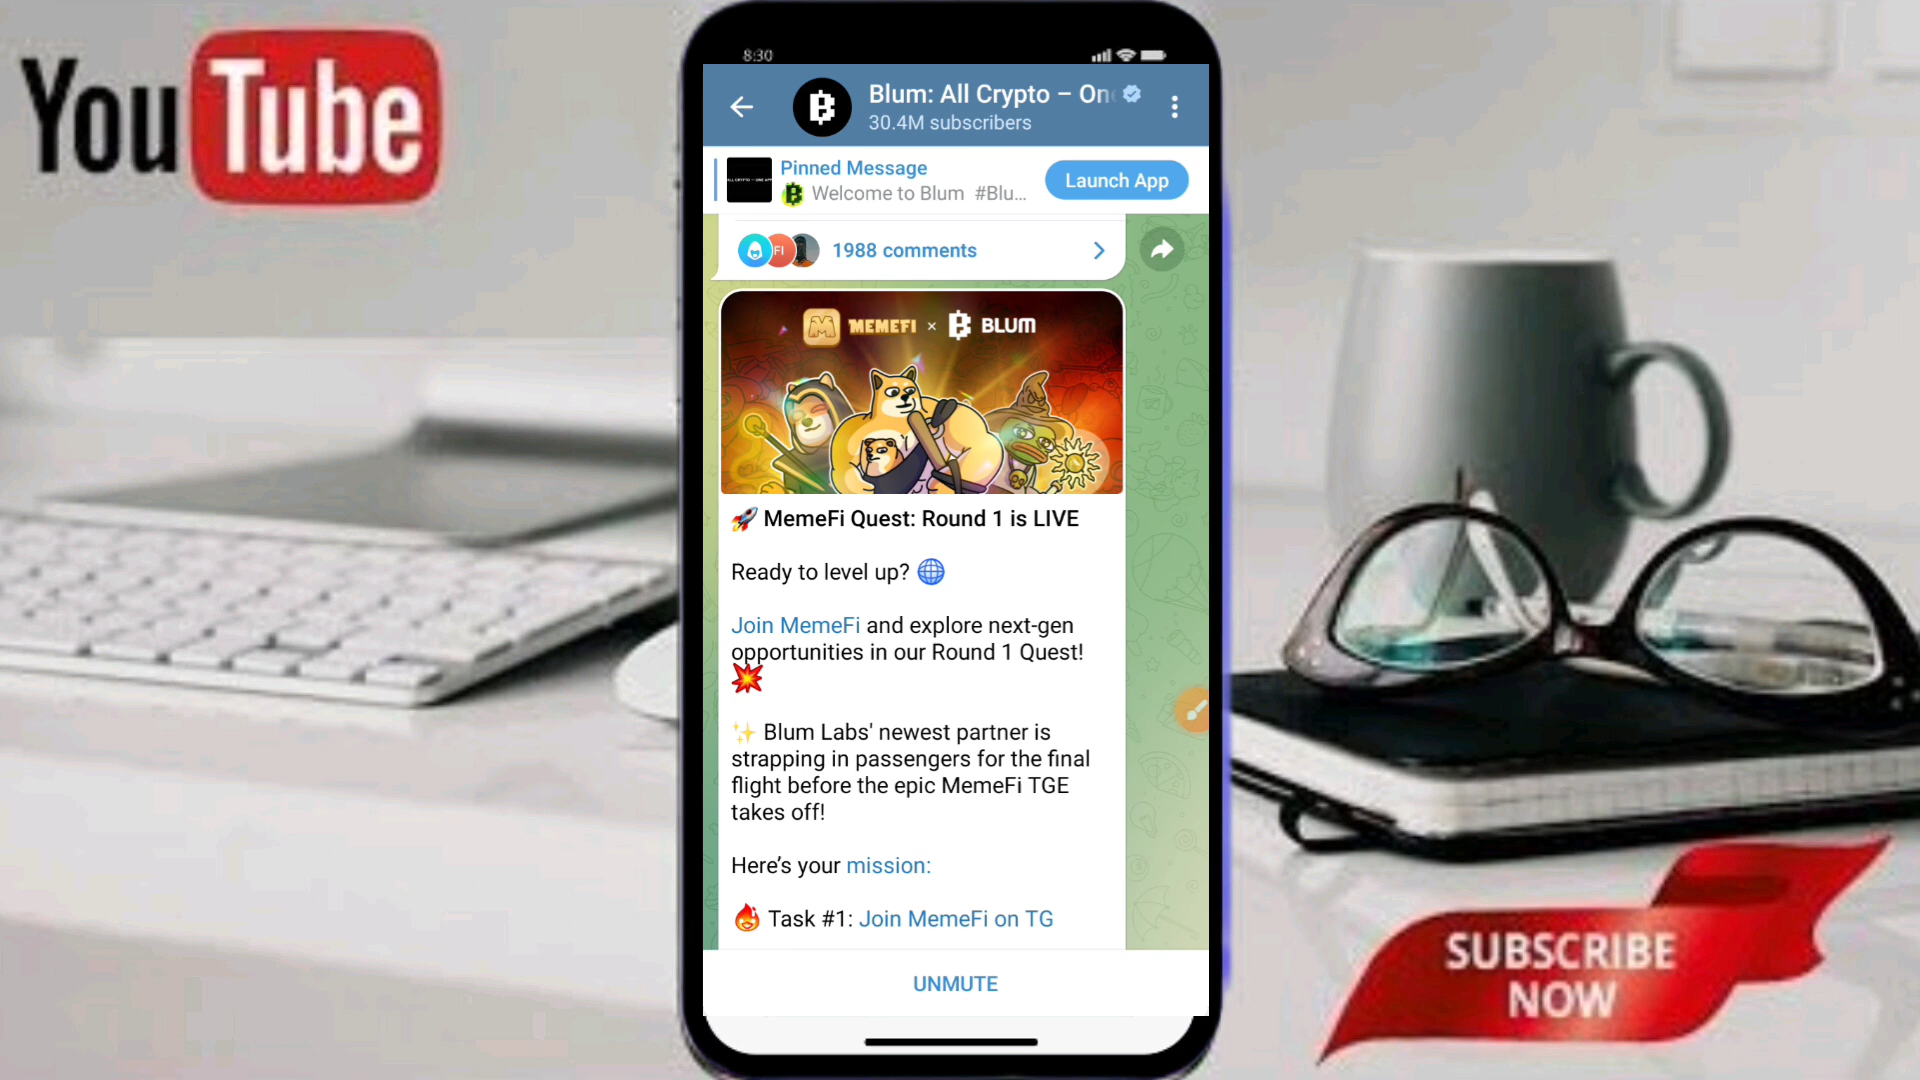 YouTube
8:30
Blum: All Crypto – On
30.4M subscribers
Pinned Message
Welcome to Blum #Blu...
Launch App
FI
1988 comments
MEMEFI × BLUM
🚀 MemeFi Quest: Round 1 is LIVE
Ready to level up? 🌐
Join MemeFi and explore next-gen
opportunities in our Round 1 Quest!
💥
✨ Blum Labs' newest partner is
strapping in passengers for the final
flight before the epic MemeFi TGE
takes off!
Here’s your mission:
🔥 Task #1: Join MemeFi on TG
UNMUTE
SUBSCRIBE
NOW